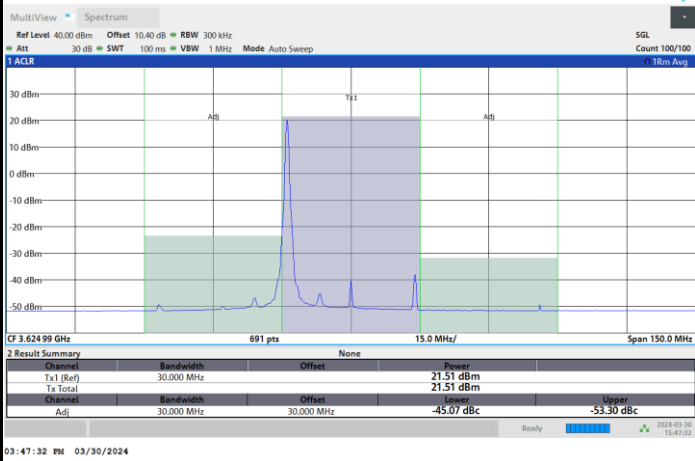 MultiView Spectrum
Ref Level 40.00 dBm Offset 10.40 dB RBW 300 kHz SGL
Att 30 dB SWT 100 ms VBW 1 MHz Mode Auto Sweep Count 100/100
1 ACLR 1Rm Avg
30 dBm
Tx1
20 dBm Adj Adj
10 dBm
0 dBm
-10 dBm
-20 dBm
-30 dBm
-40 dBm
-50 dBm
CF 3.624 99 GHz 691 pts 15.0 MHz/ Span 150.0 MHz
2 Result Summary None
Channel Bandwidth Offset Power
Tx1 (Ref) 30.000 MHz 21.51 dBm
Tx Total 21.51 dBm
Channel Bandwidth Offset Lower Upper
Adj 30.000 MHz 30.000 MHz -45.07 dBc -53.30 dBc
Ready 2024-03-30
15:47:32
03:47:32 PM 03/30/2024